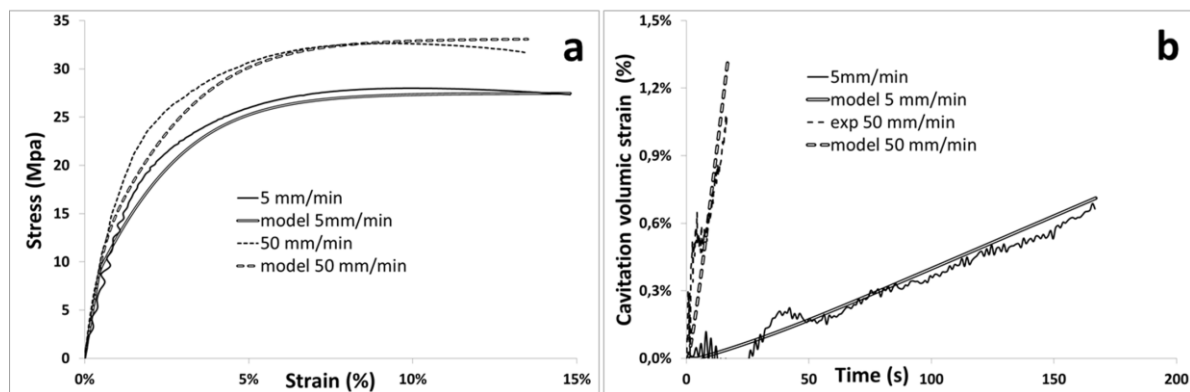 a
Stress (Mpa)
35
30
25
20
15
10
5
0
5 mm/min
model 5mm/min
50 mm/min
model 50 mm/min
0%
5%
10%
15%
Strain (%)
b
Cavitation volumic strain (%)
1,5%
1,2%
0,9%
0,6%
0,3%
0,0%
5mm/min
model 5 mm/min
exp 50 mm/min
model 50 mm/min
0
50
100
150
200
Time (s)